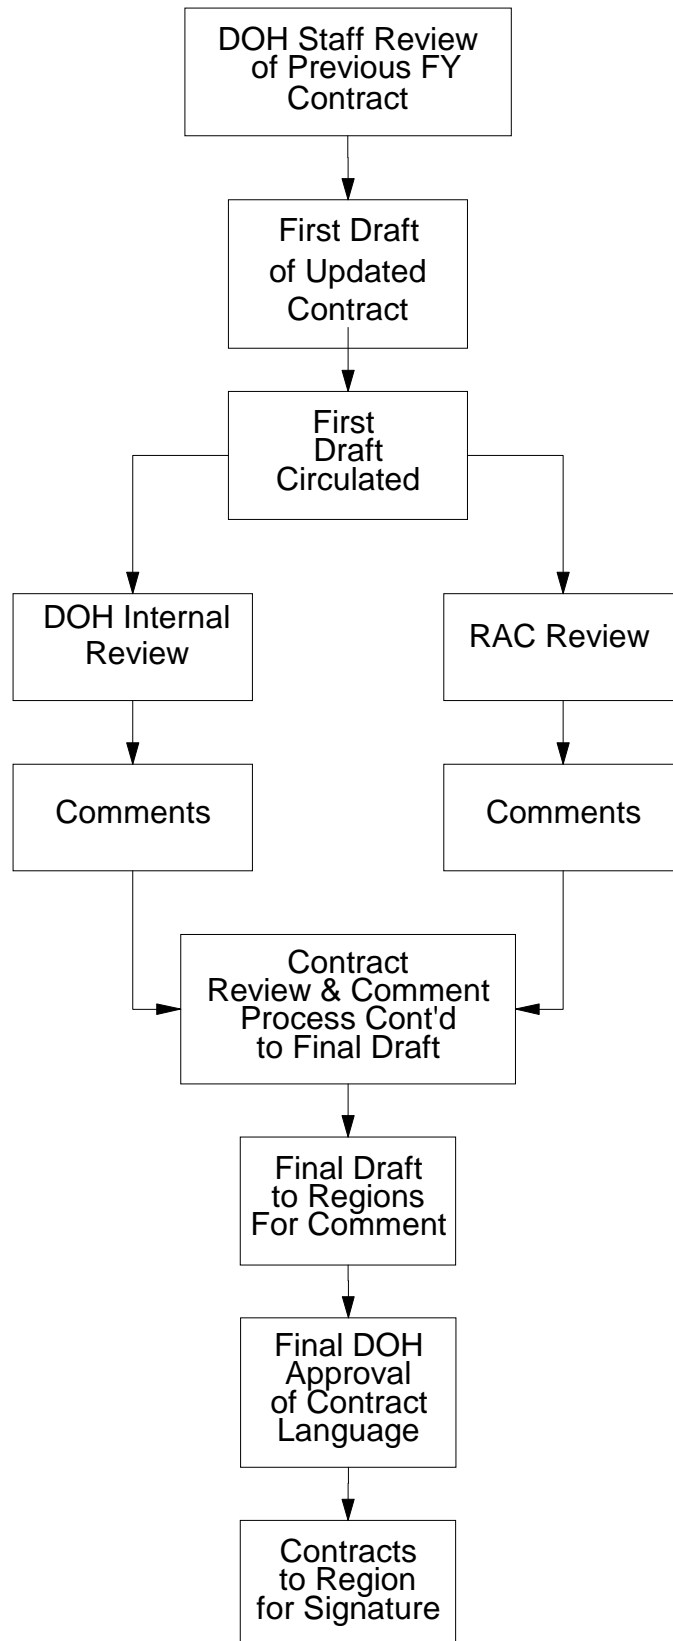 DOH Staff Review
of Previous FY
Contract
First Draft
of Updated
Contract
First
Draft
Circulated
DOH Internal
Review
RAC Review
Comments
Comments
Contract
Review & Comment
Process Cont'd
to Final Draft
Final Draft
to Regions
For Comment
Final DOH
Approval
of Contract
Language
Contracts
to Region
for Signature